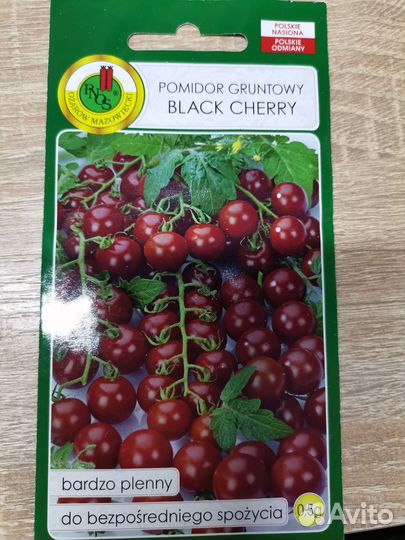 POLSKIE
NASIONA
POLSKIE
ODMIANY
PNOS
®
OŻARÓW MAZOWIECKI
POMIDOR GRUNTOWY
BLACK CHERRY
bardzo plenny
do bezpośredniego spożycia
0,5g
Avito